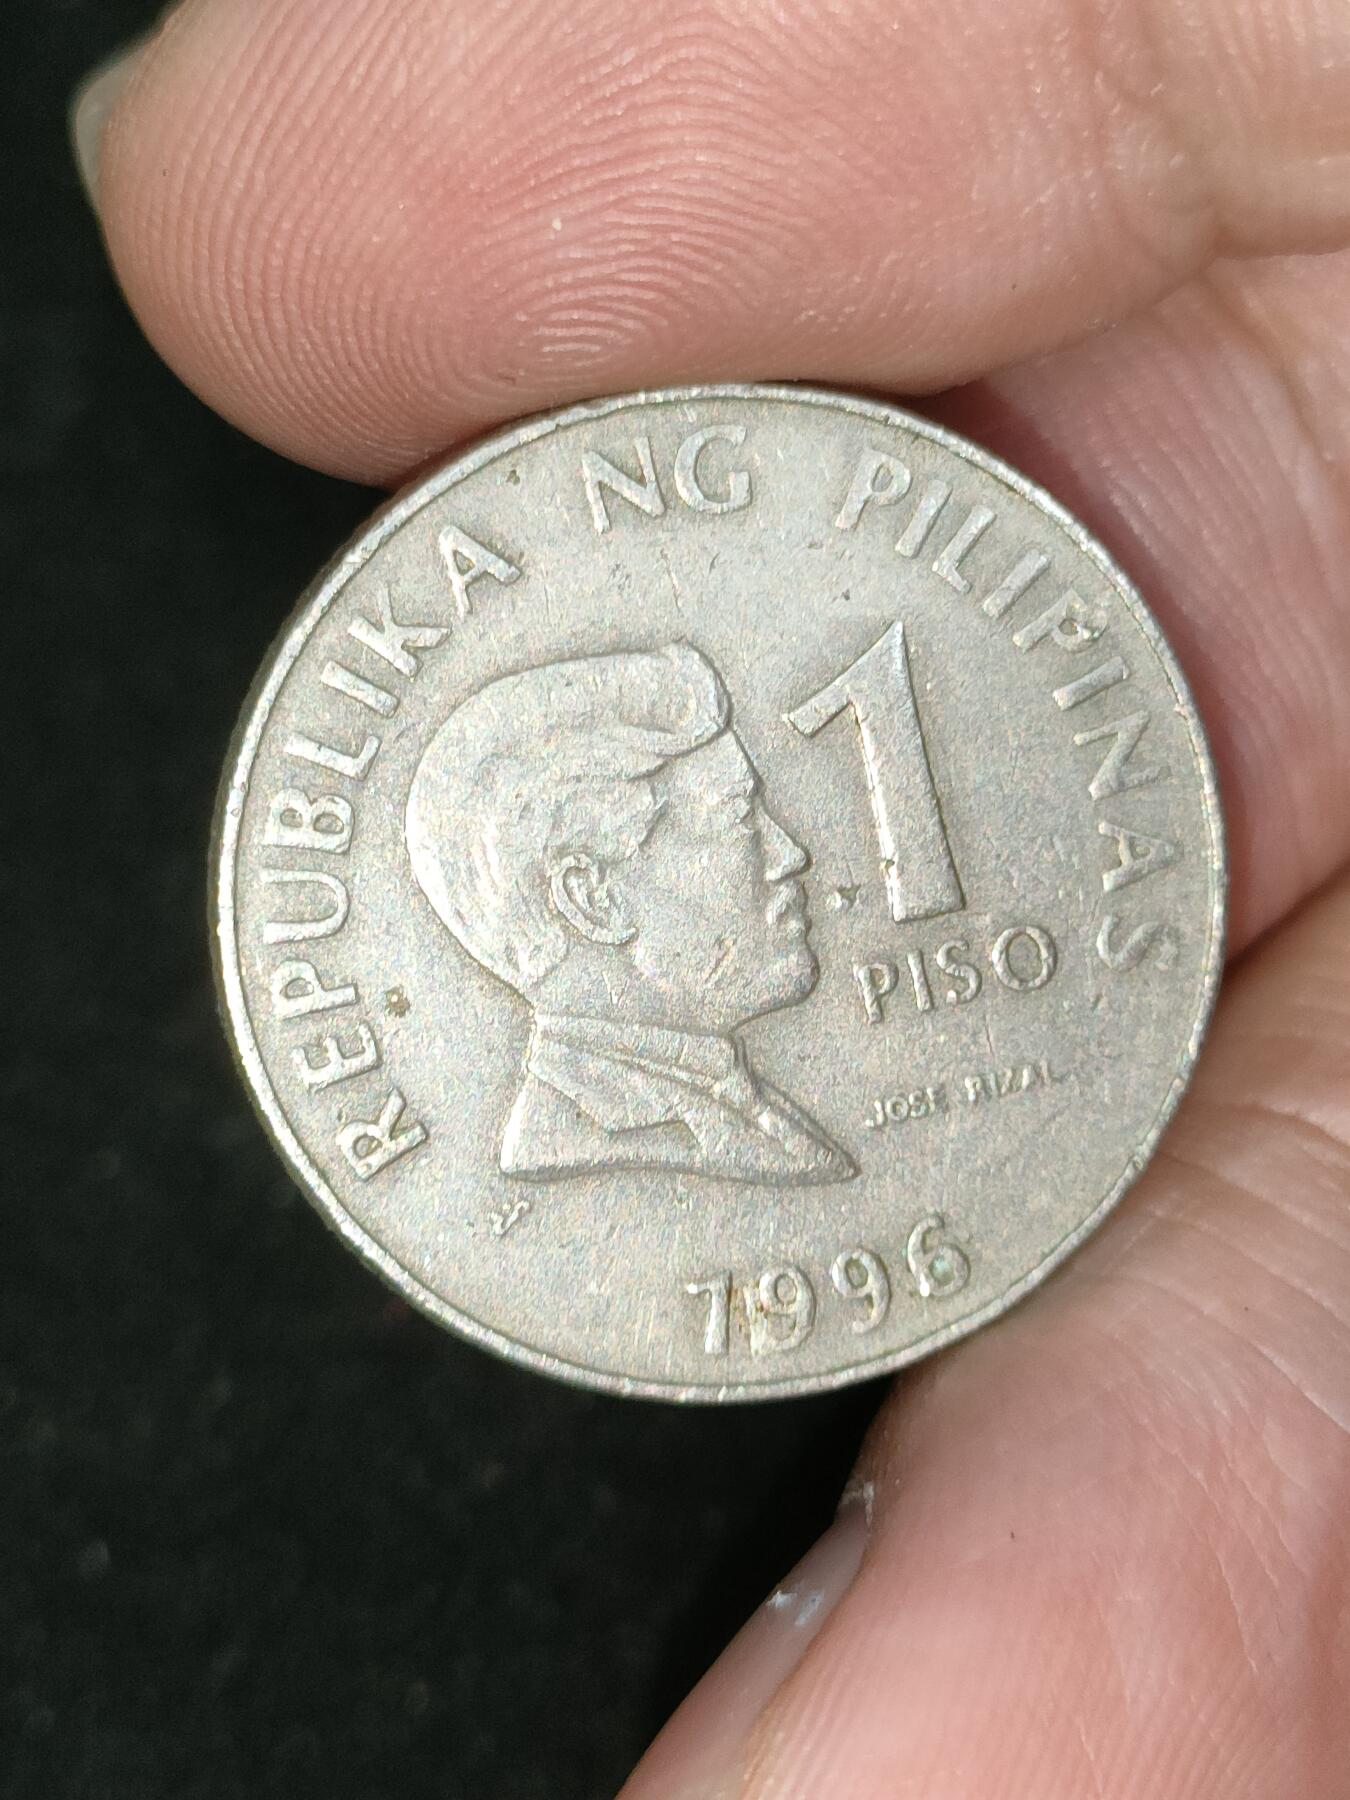 REPUBLIKA NG PILIPINAS
1
PISO
JOSE RIZAL
1996